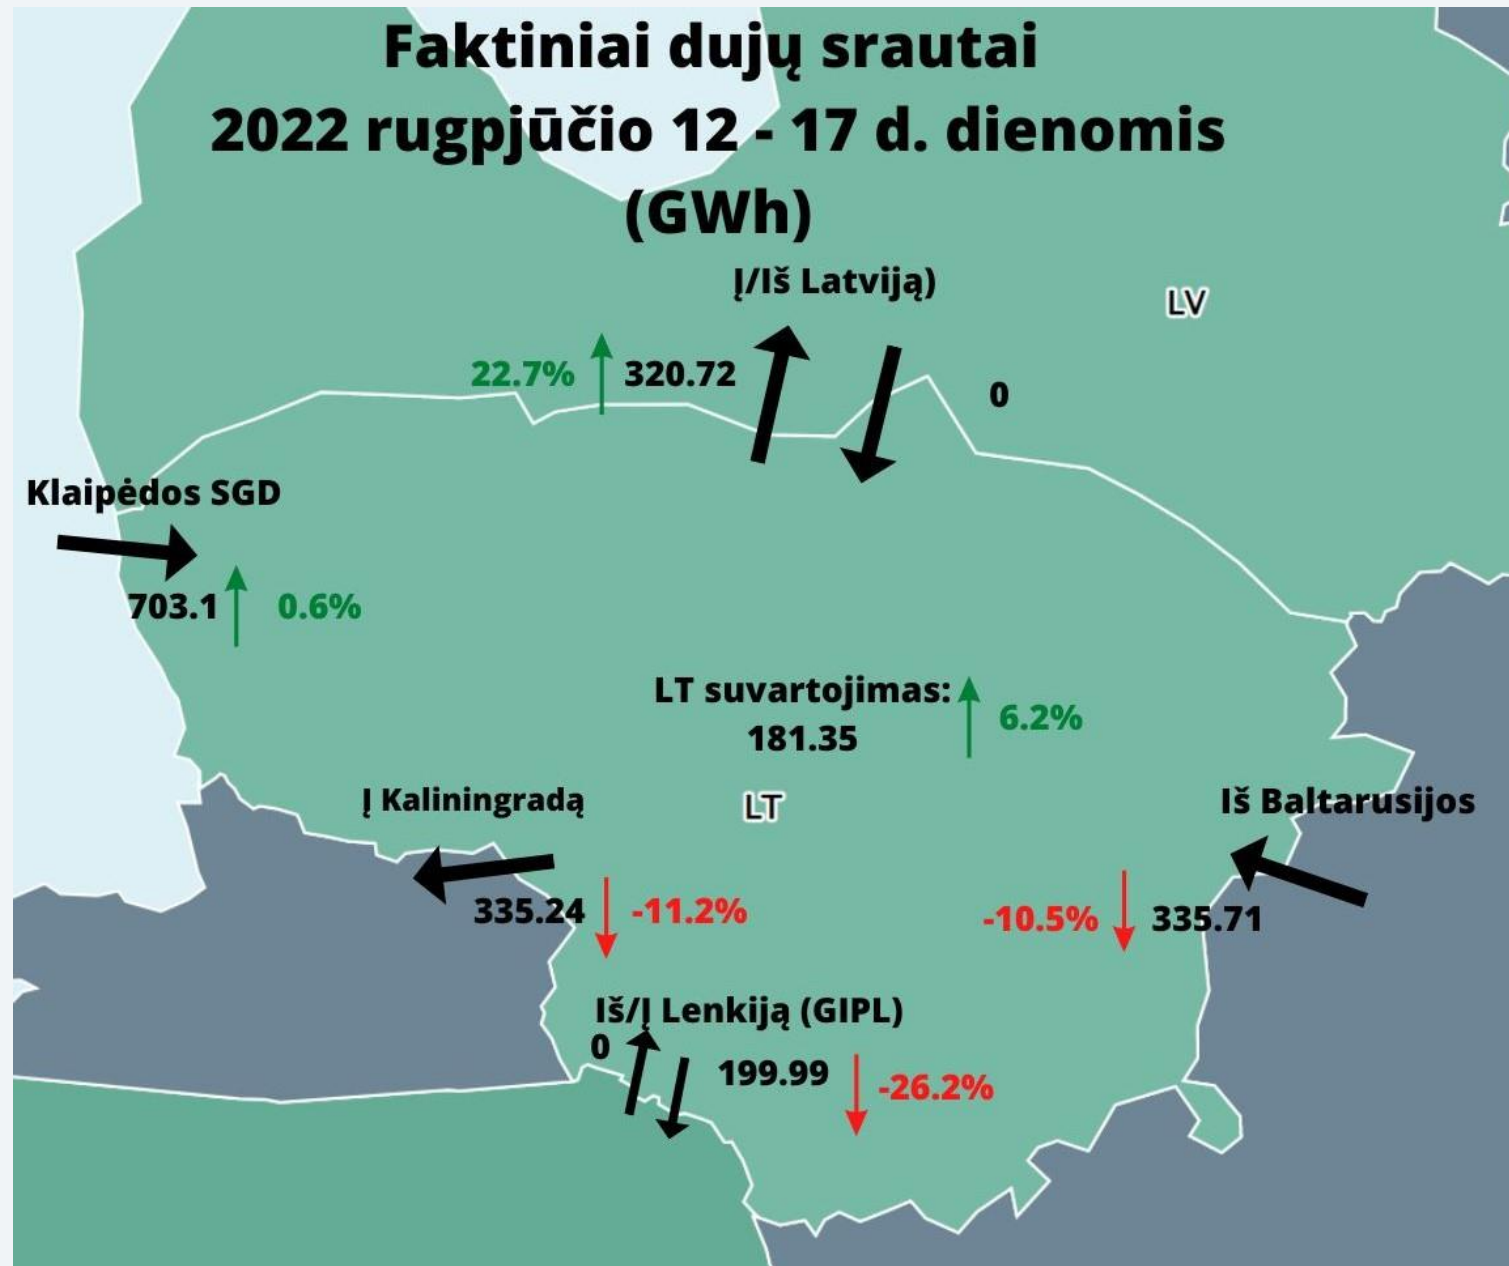 Faktiniai dujų srautai
2022 rugpjūčio 12 - 17 d. dienomis
(GWh)
Į/Iš Latviją)
LV
22.7% 320.72
0
Klaipėdos SGD
703.1 0.6%
LT suvartojimas:
181.35
6.2%
Į Kaliningradą
LT
Iš Baltarusijos
335.24 -11.2%
-10.5% 335.71
Iš/Į Lenkiją (GIPL)
0
199.99 -26.2%